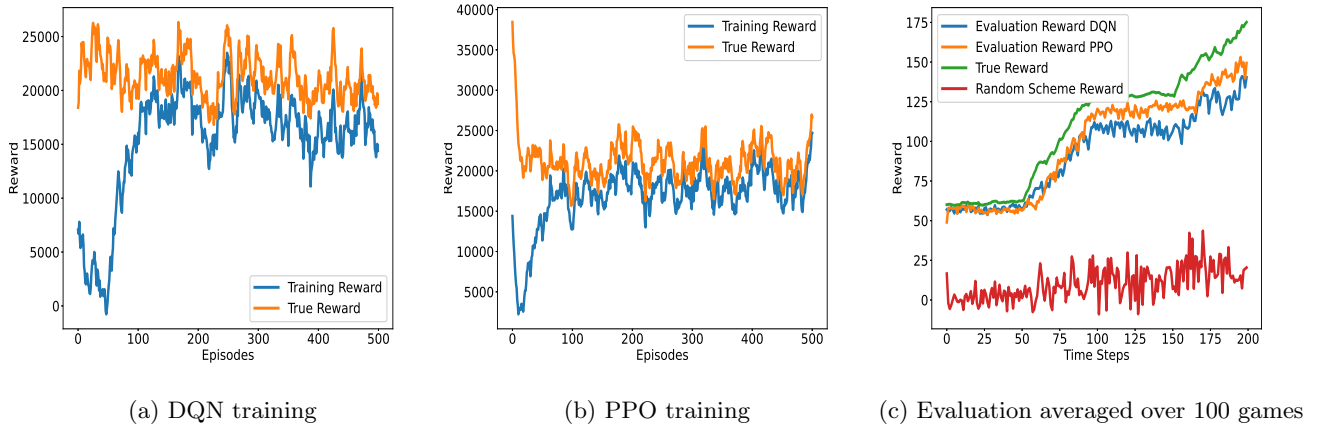 25000
20000
15000
10000
5000
0
Reward
0 100 200 300 400 500
Episodes
Training Reward
True Reward
(a) DQN training
40000
35000
30000
25000
20000
15000
10000
5000
Reward
0 100 200 300 400 500
Episodes
Training Reward
True Reward
(b) PPO training
175
150
125
100
75
50
25
0
Reward
0 25 50 75 100 125 150 175 200
Time Steps
Evaluation Reward DQN
Evaluation Reward PPO
True Reward
Random Scheme Reward
(c) Evaluation averaged over 100 games